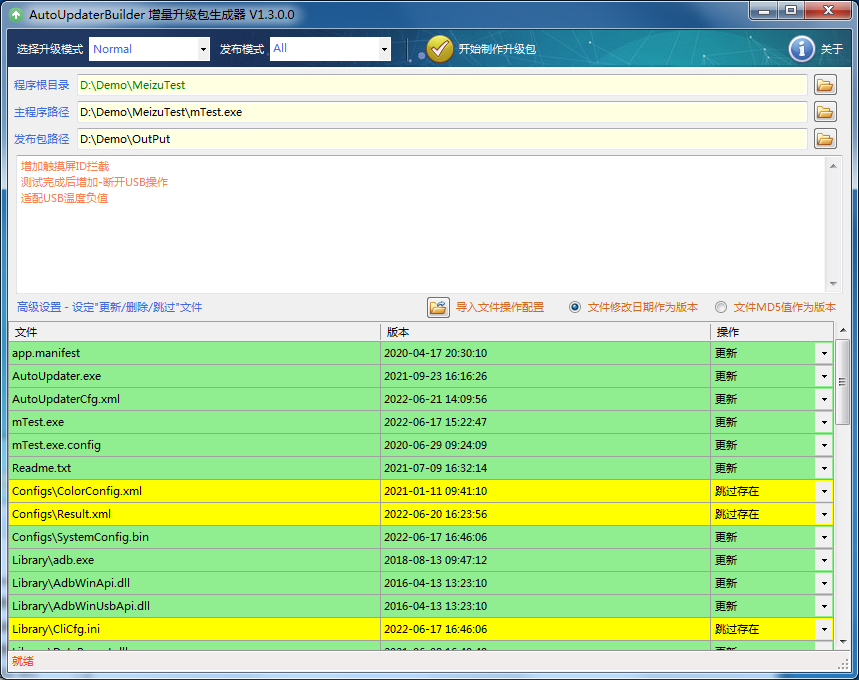 AutoUpdaterBuilder 增量升级包生成器 V1.3.0.0
选择升级模式 Normal 发布模式 All 开始制作升级包 关于
程序根目录 D:\Demo\MeizuTest
主程序路径 D:\Demo\MeizuTest\mTest.exe
发布包路径 D:\Demo\OutPut
增加触摸屏ID拦截
测试完成后增加-断开USB操作
适配USB温度负值
高级设置 - 设定"更新/删除/跳过"文件 导入文件操作配置 文件修改日期作为版本 文件MD5值作为版本
文件 版本 操作
app.manifest 2020-04-17 20:30:10 更新
AutoUpdater.exe 2021-09-23 16:16:26 更新
AutoUpdaterCfg.xml 2022-06-21 14:09:56 更新
mTest.exe 2022-06-17 15:22:47 更新
mTest.exe.config 2020-06-29 09:24:09 更新
Readme.txt 2021-07-09 16:32:14 更新
Configs\ColorConfig.xml 2021-01-11 09:41:10 跳过存在
Configs\Result.xml 2022-06-20 16:23:56 跳过存在
Configs\SystemConfig.bin 2022-06-17 16:46:06 更新
Library\adb.exe 2018-08-13 09:47:12 更新
Library\AdbWinApi.dll 2016-04-13 13:23:10 更新
Library\AdbWinUsbApi.dll 2016-04-13 13:23:10 更新
Library\CliCfg.ini 2022-06-17 16:46:06 跳过存在
就绪